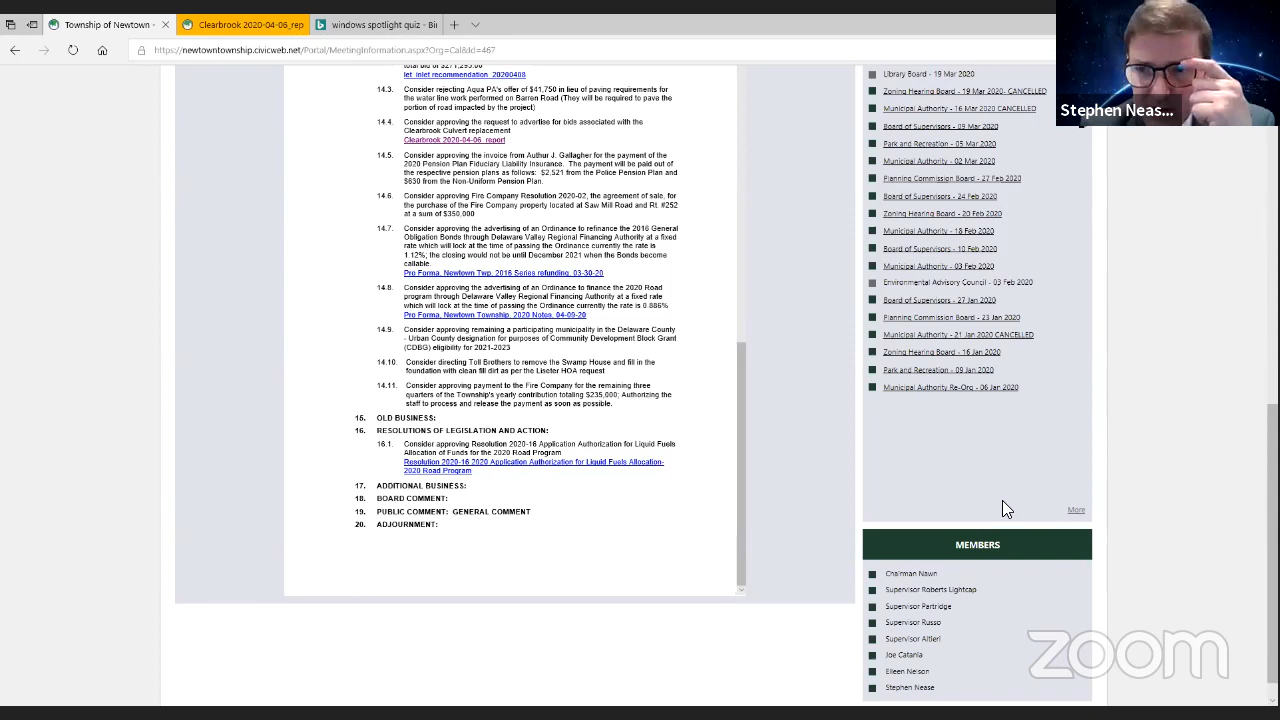 Township of Newtown -
Clearbrook 2020-04-06_rep
windows spotlight quiz - Bi
https://newtowntownship.civicweb.net/Portal/MeetingInformation.aspx?Org=Cal&Id=467
Stephen Neas...
total bid of $271,295.00
let_inlet recommendation_20200408
14.3. Consider rejecting Aqua PA's offer of $41,750 in lieu of paving requirements for
the water line work performed on Barren Road (They will be required to pave the
portion of road impacted by the project)
14.4. Consider approving the request to advertise for bids associated with the
Clearbrook Culvert replacement
Clearbrook 2020-04-06_report
14.5. Consider approving the invoice from Authur J. Gallagher for the payment of the
2020 Pension Plan Fiduciary Liability Insurance. The payment will be paid out of
the respective pension plans as follows: $2,521 from the Police Pension Plan and
$630 from the Non-Uniform Pension Plan.
14.6. Consider approving Fire Company Resolution 2020-02, the agreement of sale, for
the purchase of the Fire Company property located at Saw Mill Road and Rt. #252
at a sum of $350,000
14.7. Consider approving the advertising of an Ordinance to refinance the 2016 General
Obligation Bonds through Delaware Valley Regional Financing Authority at a fixed
rate which will lock at the time of passing the Ordinance currently the rate is
1.12%; the closing would not be until December 2021 when the Bonds become
callable.
Pro Forma, Newtown Twp, 2016 Series refunding, 03-30-20
14.8. Consider approving the advertising of an Ordinance to finance the 2020 Road
program through Delaware Valley Regional Financing Authority at a fixed rate
which will lock at the time of passing the Ordinance currently the rate is 0.886%
Pro Forma, Newtown Township, 2020 Notes, 04-09-20
14.9. Consider approving remaining a participating municipality in the Delaware County
- Urban County designation for purposes of Community Development Block Grant
(CDBG) eligibility for 2021-2023
14.10. Consider directing Toll Brothers to remove the Swamp House and fill in the
foundation with clean fill dirt as per the Liseter HOA request
14.11. Consider approving payment to the Fire Company for the remaining three
quarters of the Township's yearly contribution totaling $235,000; Authorizing the
staff to process and release the payment as soon as possible.
15. OLD BUSINESS:
16. RESOLUTIONS OF LEGISLATION AND ACTION:
16.1. Consider approving Resolution 2020-16 Application Authorization for Liquid Fuels
Allocation of Funds for the 2020 Road Program
Resolution 2020-16 2020 Application Authorization for Liquid Fuels Allocation-
2020 Road Program
17. ADDITIONAL BUSINESS:
18. BOARD COMMENT:
19. PUBLIC COMMENT: GENERAL COMMENT
20. ADJOURNMENT:
Library Board - 19 Mar 2020
Zoning Hearing Board - 19 Mar 2020- CANCELLED
Municipal Authority - 16 Mar 2020 CANCELLED
Board of Supervisors - 09 Mar 2020
Park and Recreation - 05 Mar 2020
Municipal Authority - 02 Mar 2020
Planning Commission Board - 27 Feb 2020
Board of Supervisors - 24 Feb 2020
Zoning Hearing Board - 20 Feb 2020
Municipal Authority - 18 Feb 2020
Board of Supervisors - 10 Feb 2020
Municipal Authority - 03 Feb 2020
Environmental Advisory Council - 03 Feb 2020
Board of Supervisors - 27 Jan 2020
Planning Commission Board - 23 Jan 2020
Municipal Authority - 21 Jan 2020 CANCELLED
Zoning Hearing Board - 16 Jan 2020
Park and Recreation - 09 Jan 2020
Municipal Authority Re-Org - 06 Jan 2020
More
MEMBERS
Chairman Nawn
Supervisor Roberts Lightcap
Supervisor Partridge
Supervisor Russo
Supervisor Altieri
Joe Catania
Eileen Nelson
Stephen Nease
zoom